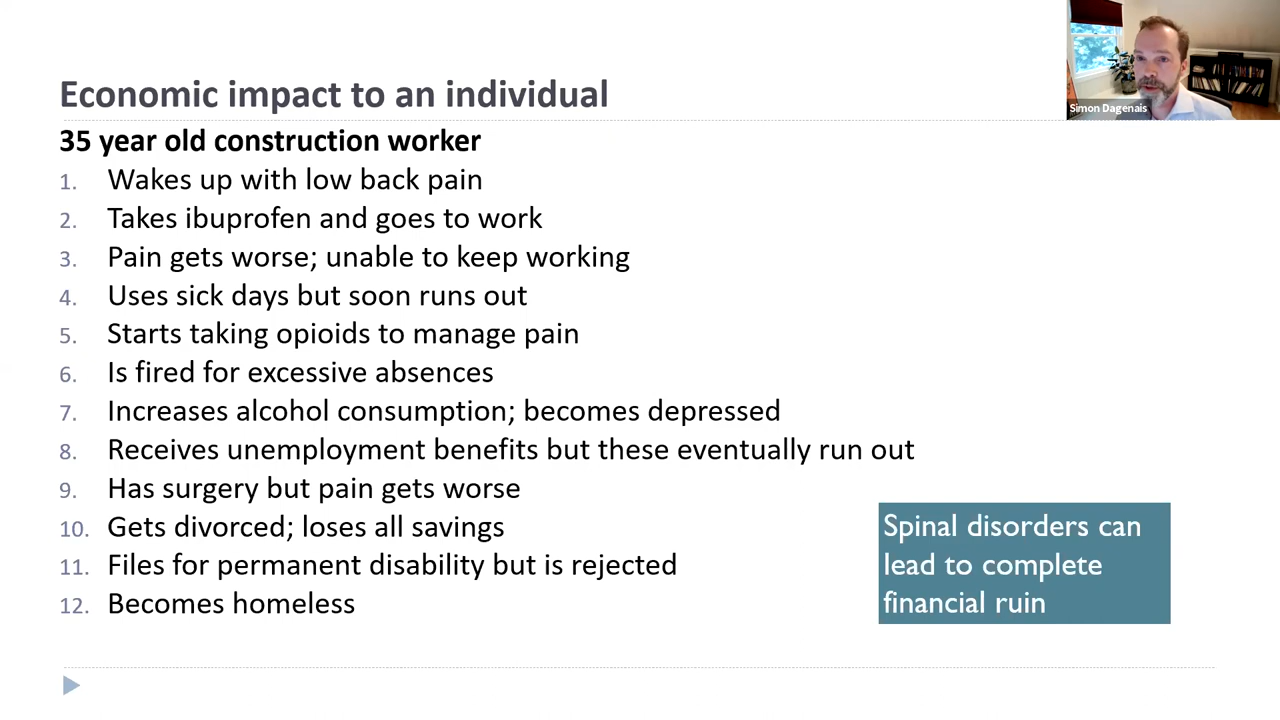 Economic impact to an individual
Simon Dagenais
35 year old construction worker
1. Wakes up with low back pain
2. Takes ibuprofen and goes to work
3. Pain gets worse; unable to keep working
4. Uses sick days but soon runs out
5. Starts taking opioids to manage pain
6. Is fired for excessive absences
7. Increases alcohol consumption; becomes depressed
8. Receives unemployment benefits but these eventually run out
9. Has surgery but pain gets worse
10. Gets divorced; loses all savings
11. Files for permanent disability but is rejected
12. Becomes homeless
Spinal disorders can
lead to complete
financial ruin